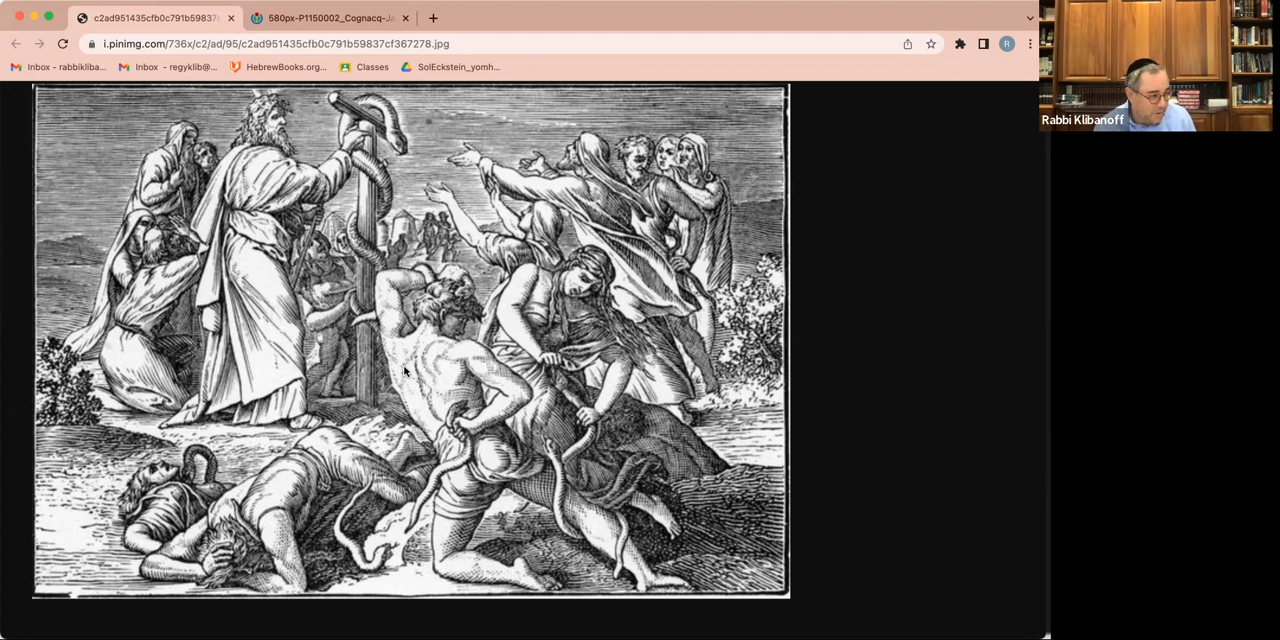 c2ad951435cfb0c791b59837c
580px-P1150002_Cognacq-Ja
i.pinimg.com/736x/c2/ad/95/c2ad951435cfb0c791b59837cf367278.jpg
R
Inbox - rabbikliba...
Inbox - regyklib@...
HebrewBooks.org...
Classes
SolEckstein_yomh...
Rabbi Klibanoff